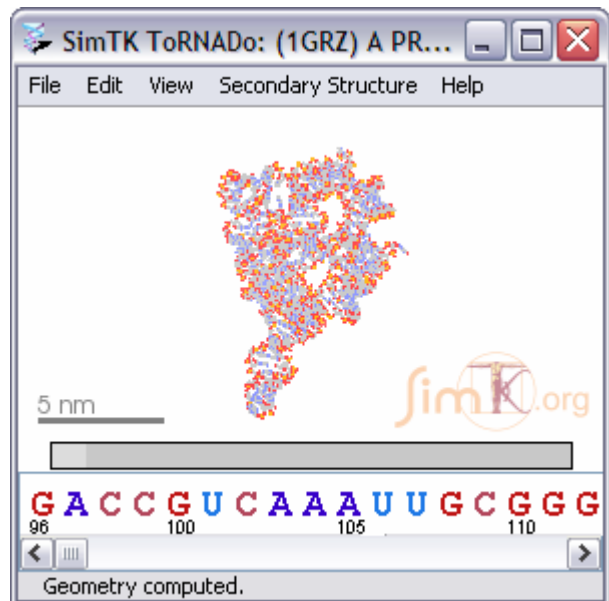 SimTK ToRNADo: (1GRZ) A PR...
File Edit View Secondary Structure Help
5 nm
SimTK.org
G A C C G U C A A A U U G C G G G
96 100 105 110
Geometry computed.